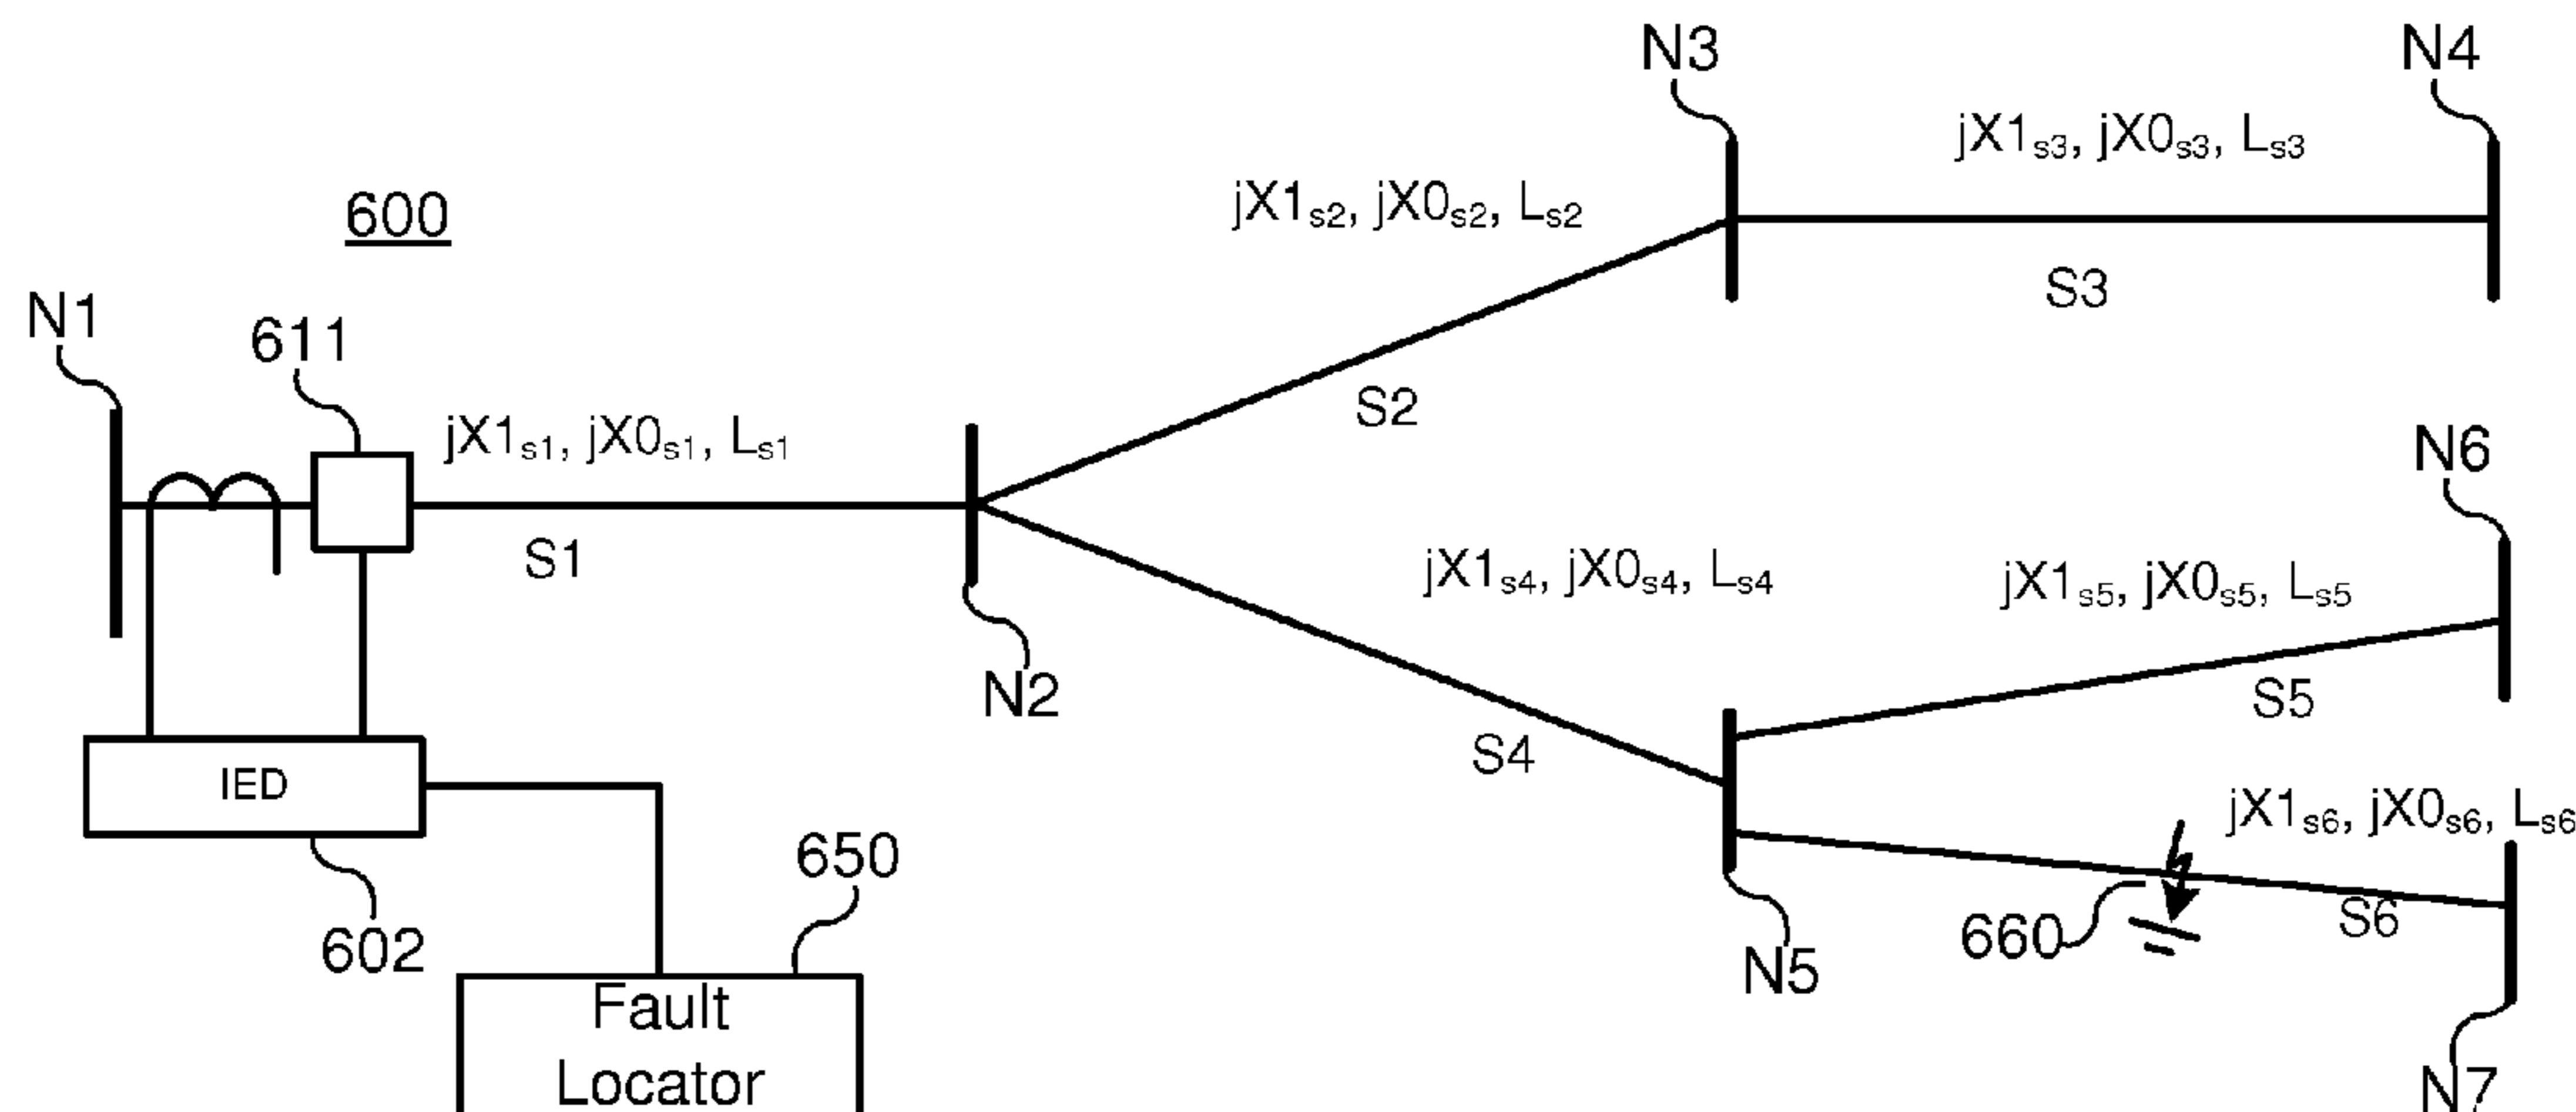 N3
N4
jX1s3, jX0s3, Ls3
600
jX1s2, jX0s2, Ls2
S3
N1
611
S2
jX1s1, jX0s1, Ls1
N6
S1
jX1s4, jX0s4, Ls4
jX1s5, jX0s5, Ls5
N2
S5
S4
IED
jX1s6, jX0s6, Ls6
650
602
660
S6
N5
Fault
Locator
N7